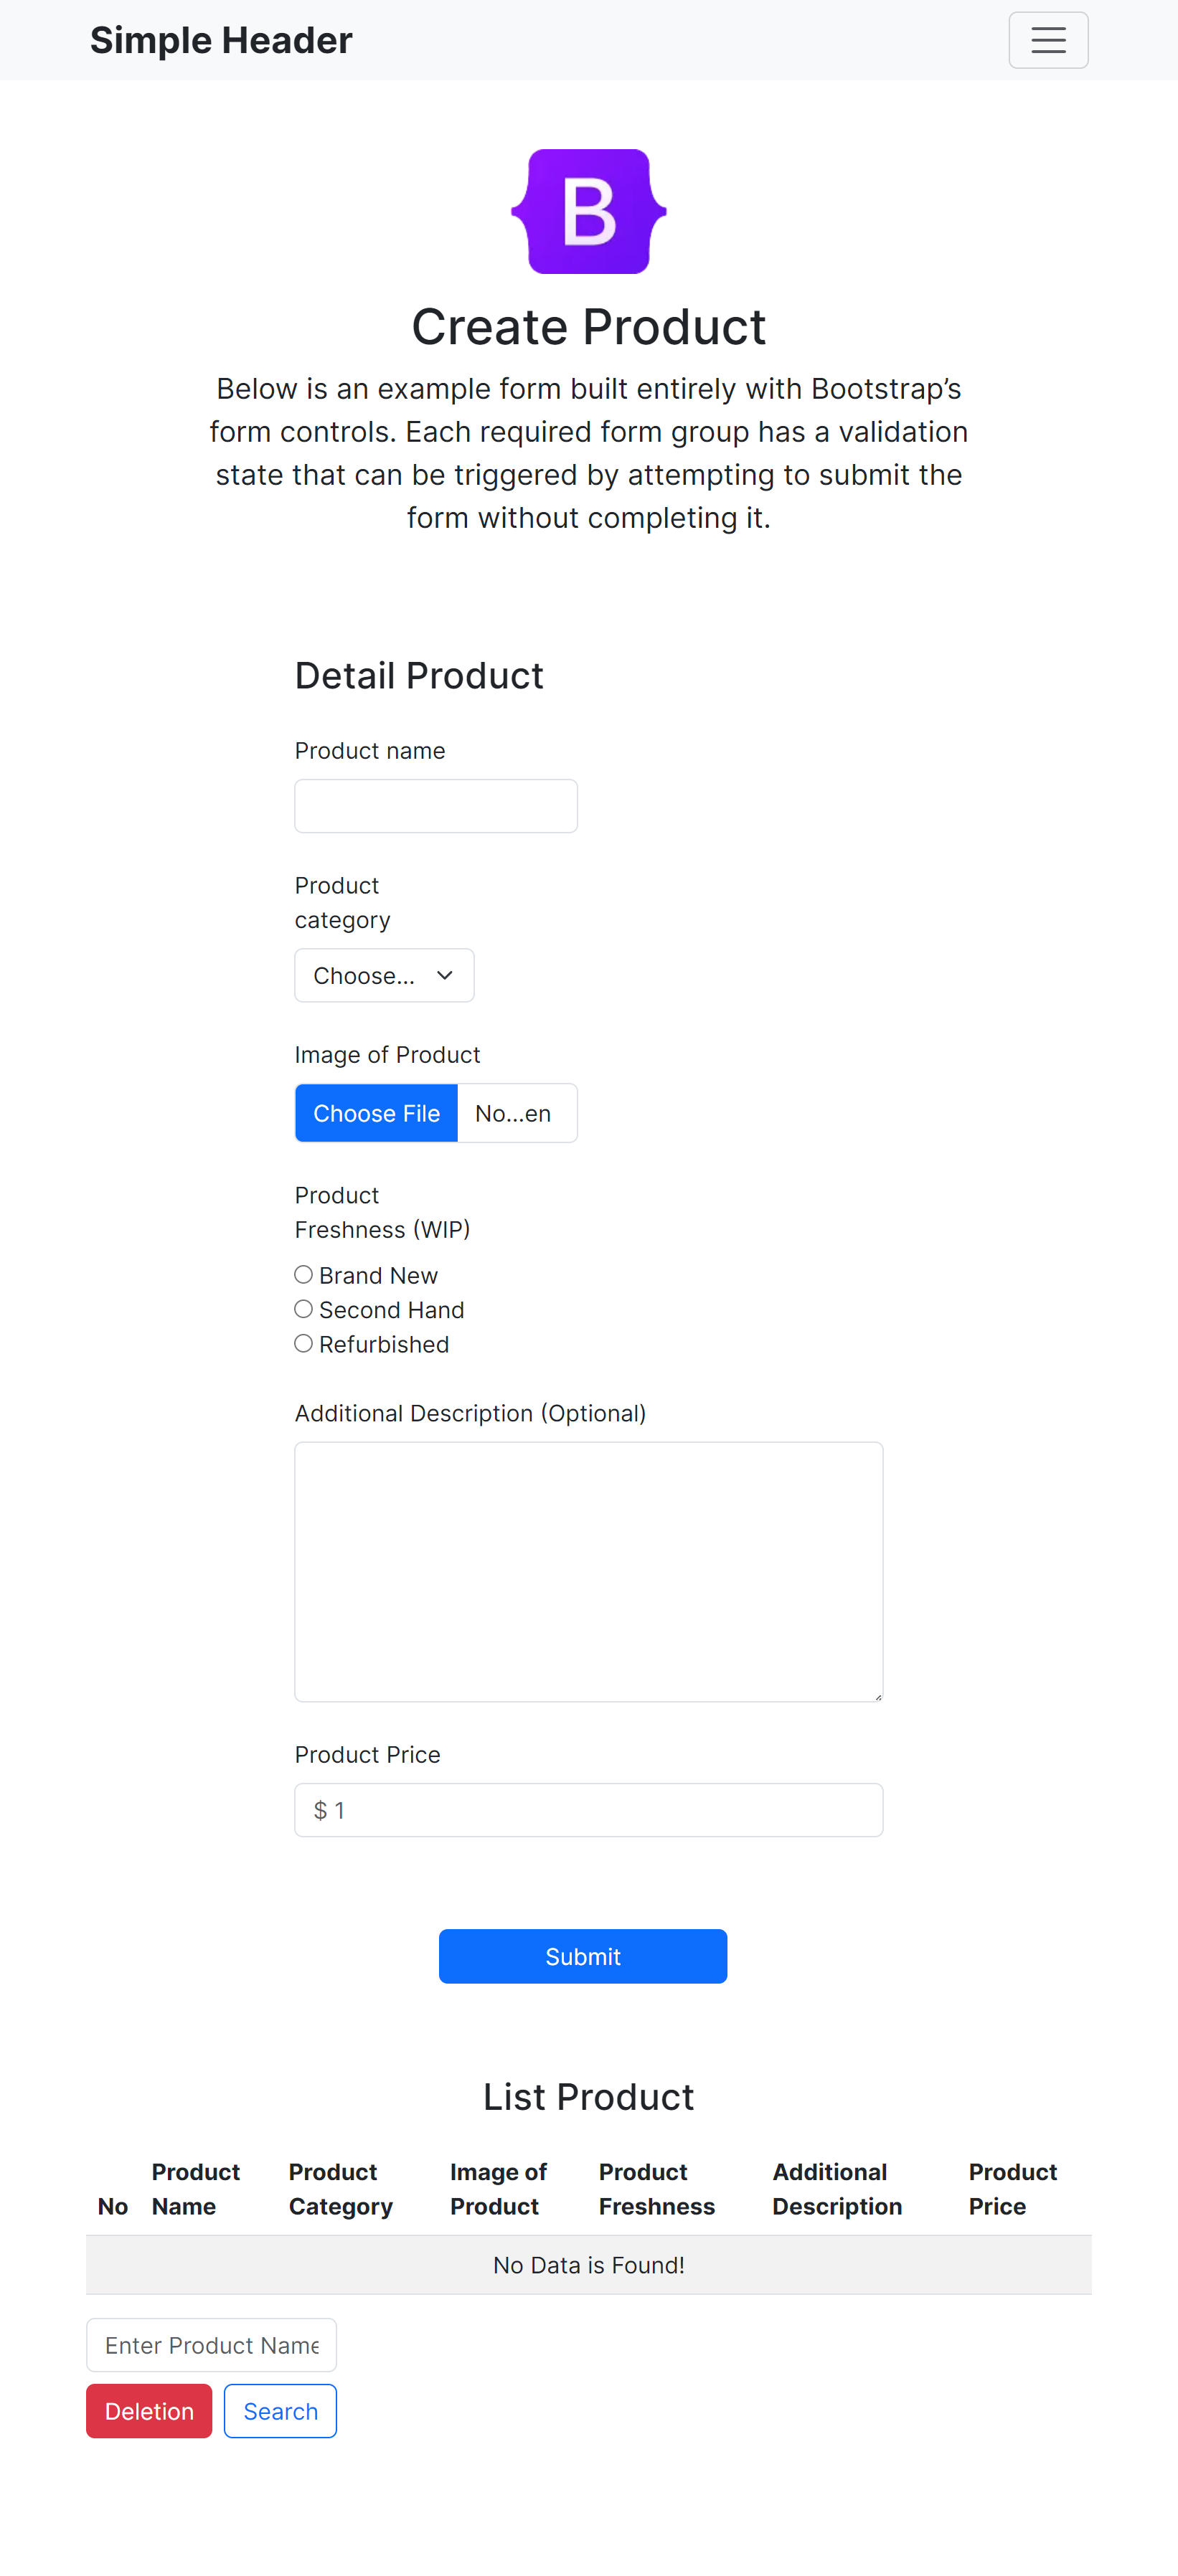 Simple Header
B
Create Product
Below is an example form built entirely with Bootstrap’s
form controls. Each required form group has a validation
state that can be triggered by attempting to submit the
form without completing it.
Detail Product
Product name
Product
category
Choose...
Image of Product
Choose File No...en
Product
Freshness (WIP)
Brand New
Second Hand
Refurbished
Additional Description (Optional)
Product Price
$ 1
Submit
List Product
No Product Name Product Category Image of Product Product Freshness Additional Description Product Price
No Data is Found!
Enter Product Name
Deletion Search